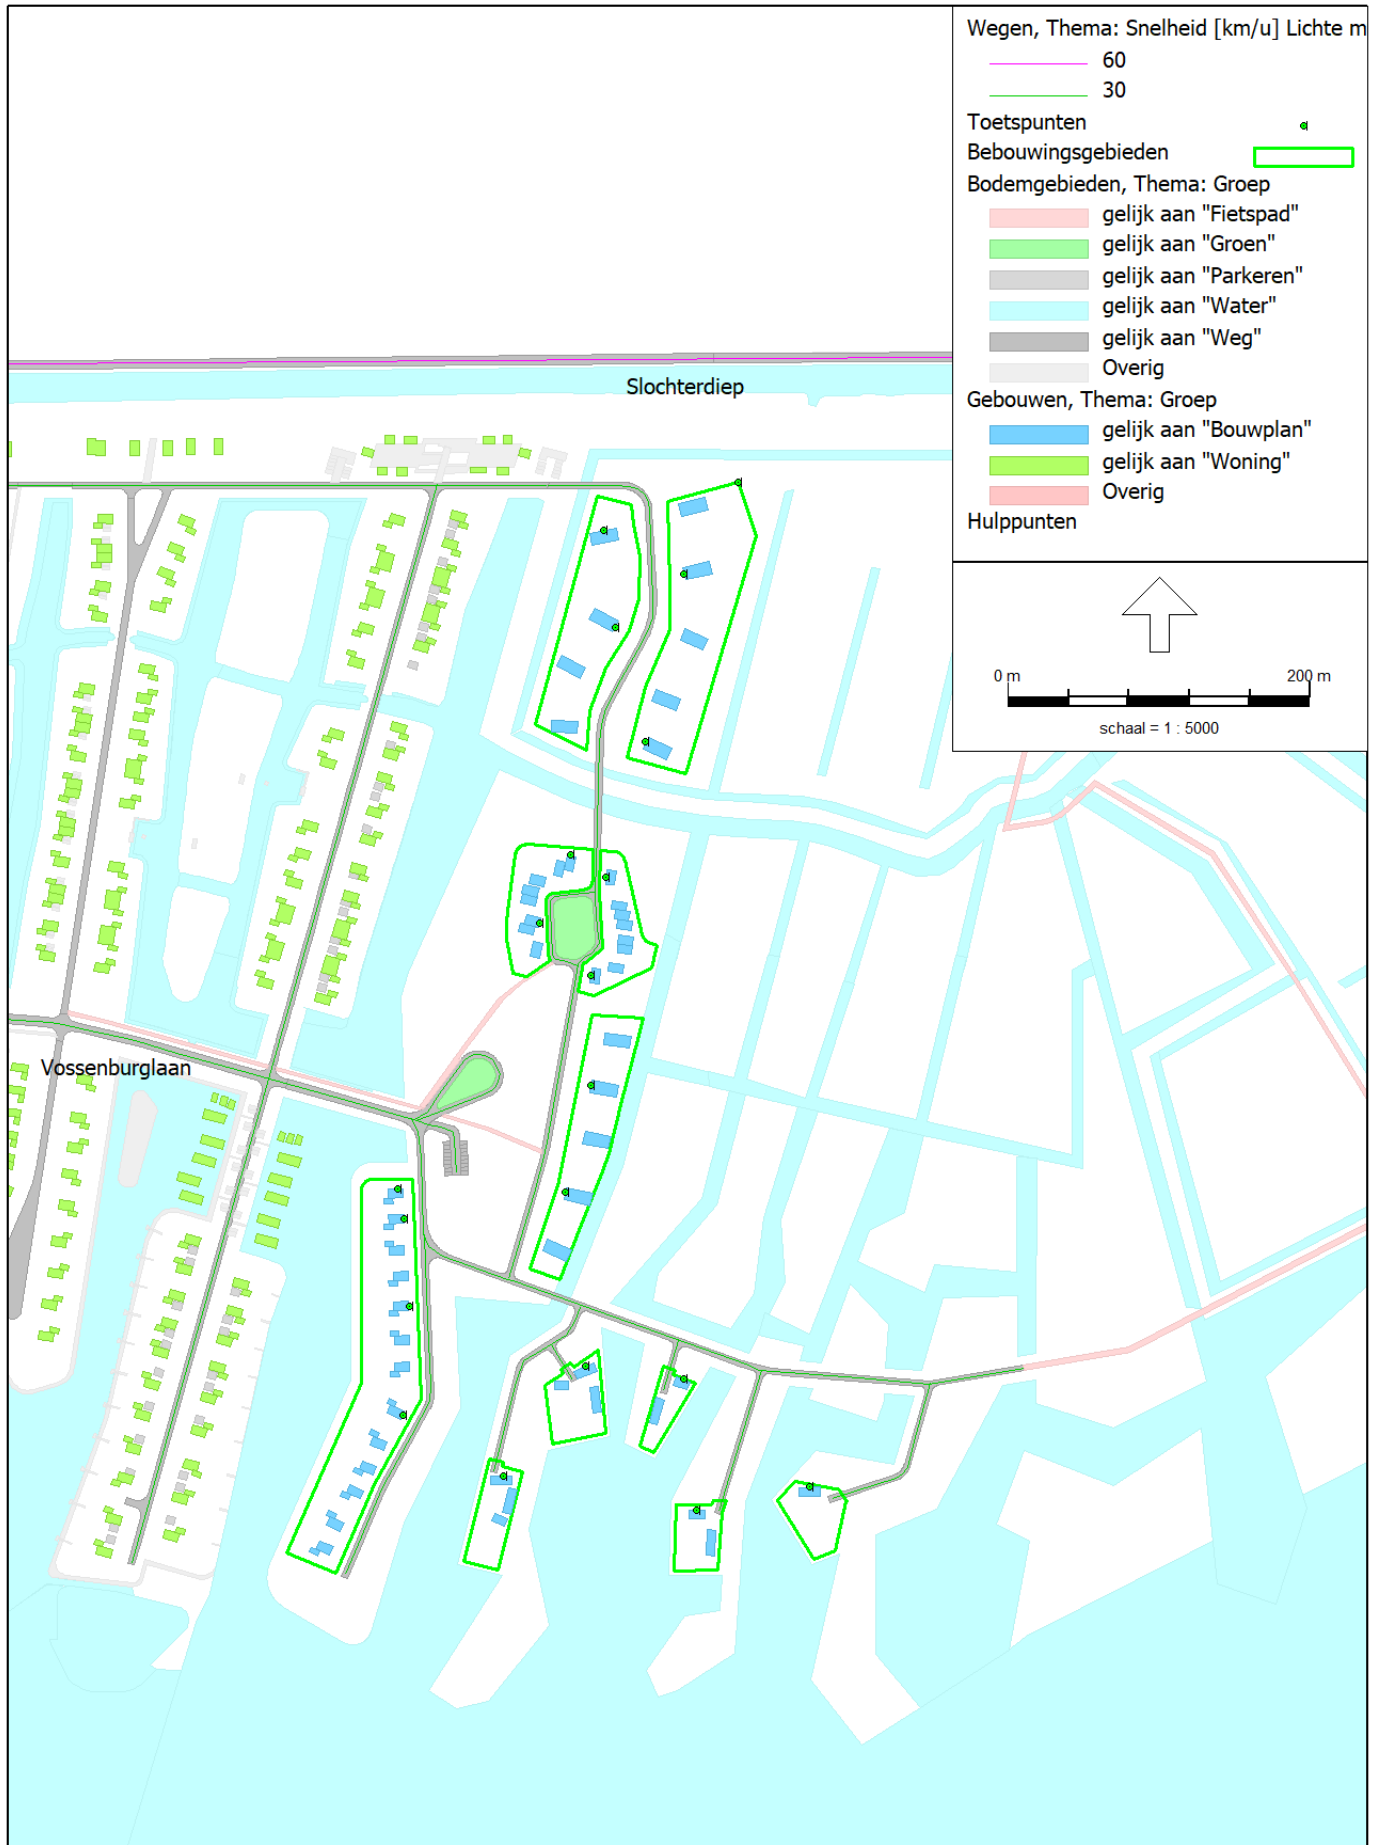 Wegen, Thema: Snelheid [km/u] Lichte m
60
30
Toetspunten
Bebouwingsgebieden
Bodemgebieden, Thema: Groep
gelijk aan "Fietspad"
gelijk aan "Groen"
gelijk aan "Parkeren"
gelijk aan "Water"
gelijk aan "Weg"
Overig
Gebouwen, Thema: Groep
gelijk aan "Bouwplan"
gelijk aan "Woning"
Overig
Hulppunten
0 m 200 m
schaal = 1 : 5000
Slochterdiep
Vossenburglaan